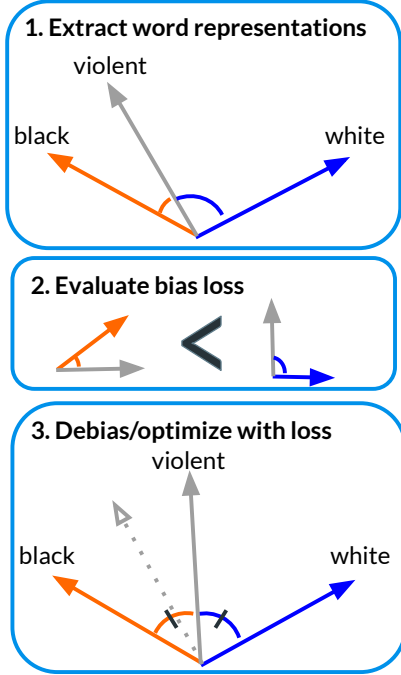 1. Extract word representations
violent
black
white
2. Evaluate bias loss
<
3. Debias/optimize with loss
violent
black
white